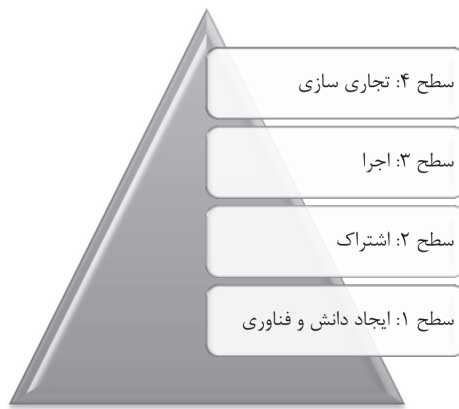 سطح ۴: تجاری سازی
سطح ۳: اجرا
سطح ۲: اشتراک
سطح ۱: ایجاد دانش و فناوری